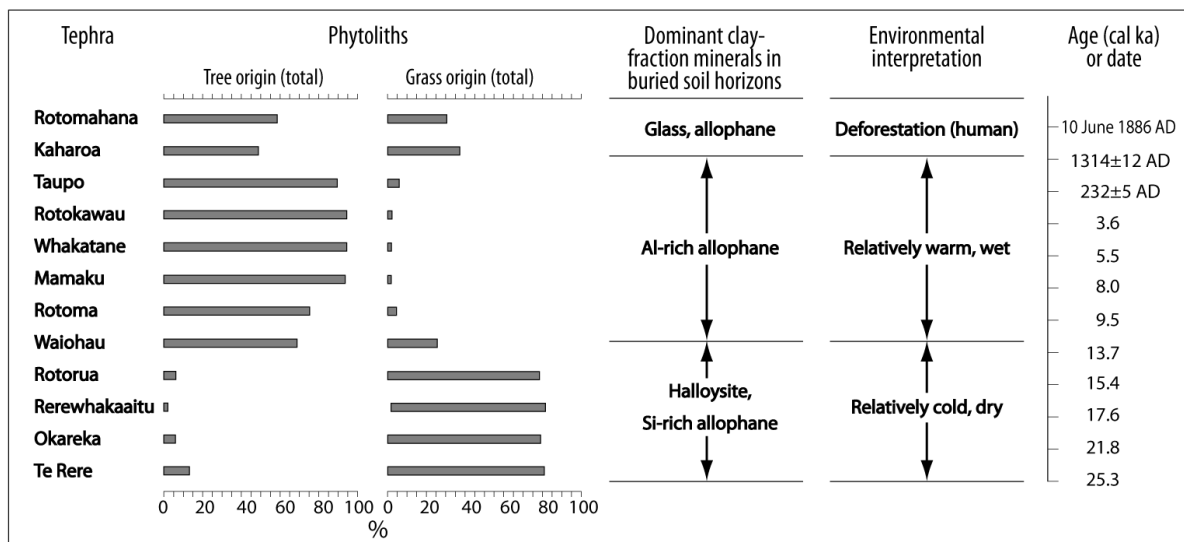 Tephra
Phytoliths
Dominant clay-
fraction minerals in
buried soil horizons
Environmental
interpretation
Age (cal ka)
or date
Tree origin (total)
Grass origin (total)
Rotomahana
Kaharoa
Taupo
Rotokawau
Whakatane
Mamaku
Rotoma
Waiohau
Rotorua
Rerewhakaaitu
Okareka
Te Rere
20 40 60 80 100
0 20 40 60 80 100
%
Glass, allophane
Al-rich allophane
Halloysite,
Si-rich allophane
Deforestation (human)
Relatively warm, wet
Relatively cold, dry
10 June 1886 AD
1314±12 AD
232±5 AD
3.6
5.5
8.0
9.5
13.7
15.4
17.6
21.8
25.3